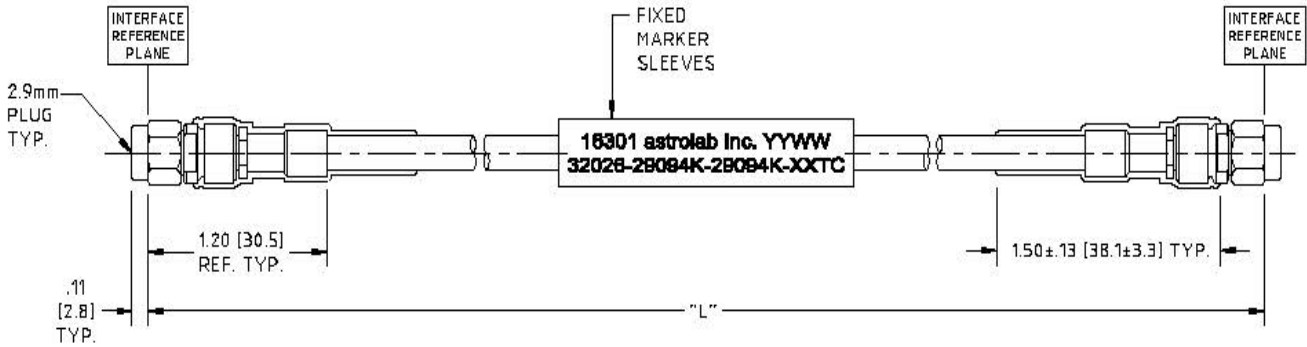 INTERFACE
REFERENCE
PLANE
FIXED
MARKER
SLEEVES
INTERFACE
REFERENCE
PLANE
2.9mm
PLUG
TYP.
16301 astrolab Inc. YYWW
32026-29094K-29094K-XXTC
1.20 [30.5]
REF. TYP.
1.50±.13 [38.1±3.3] TYP.
.11
[2.8]
TYP.
"L"